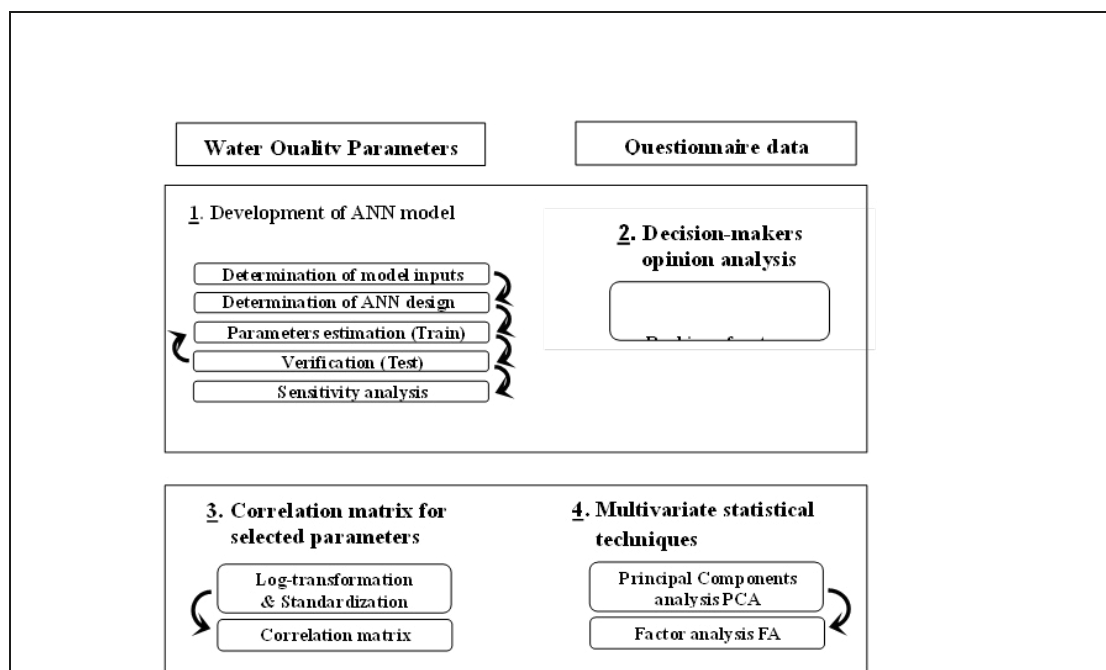 Water Quality Parameters
Questionnaire data
1. Development of ANN model
Determination of model inputs
Determination of ANN design
Parameters estimation (Train)
Verification (Test)
Sensitivity analysis
2. Decision-makers
opinion analysis
3. Correlation matrix for
selected parameters
Log-transformation
& Standardization
Correlation matrix
4. Multivariate statistical
techniques
Principal Components
analysis PCA
Factor analysis FA